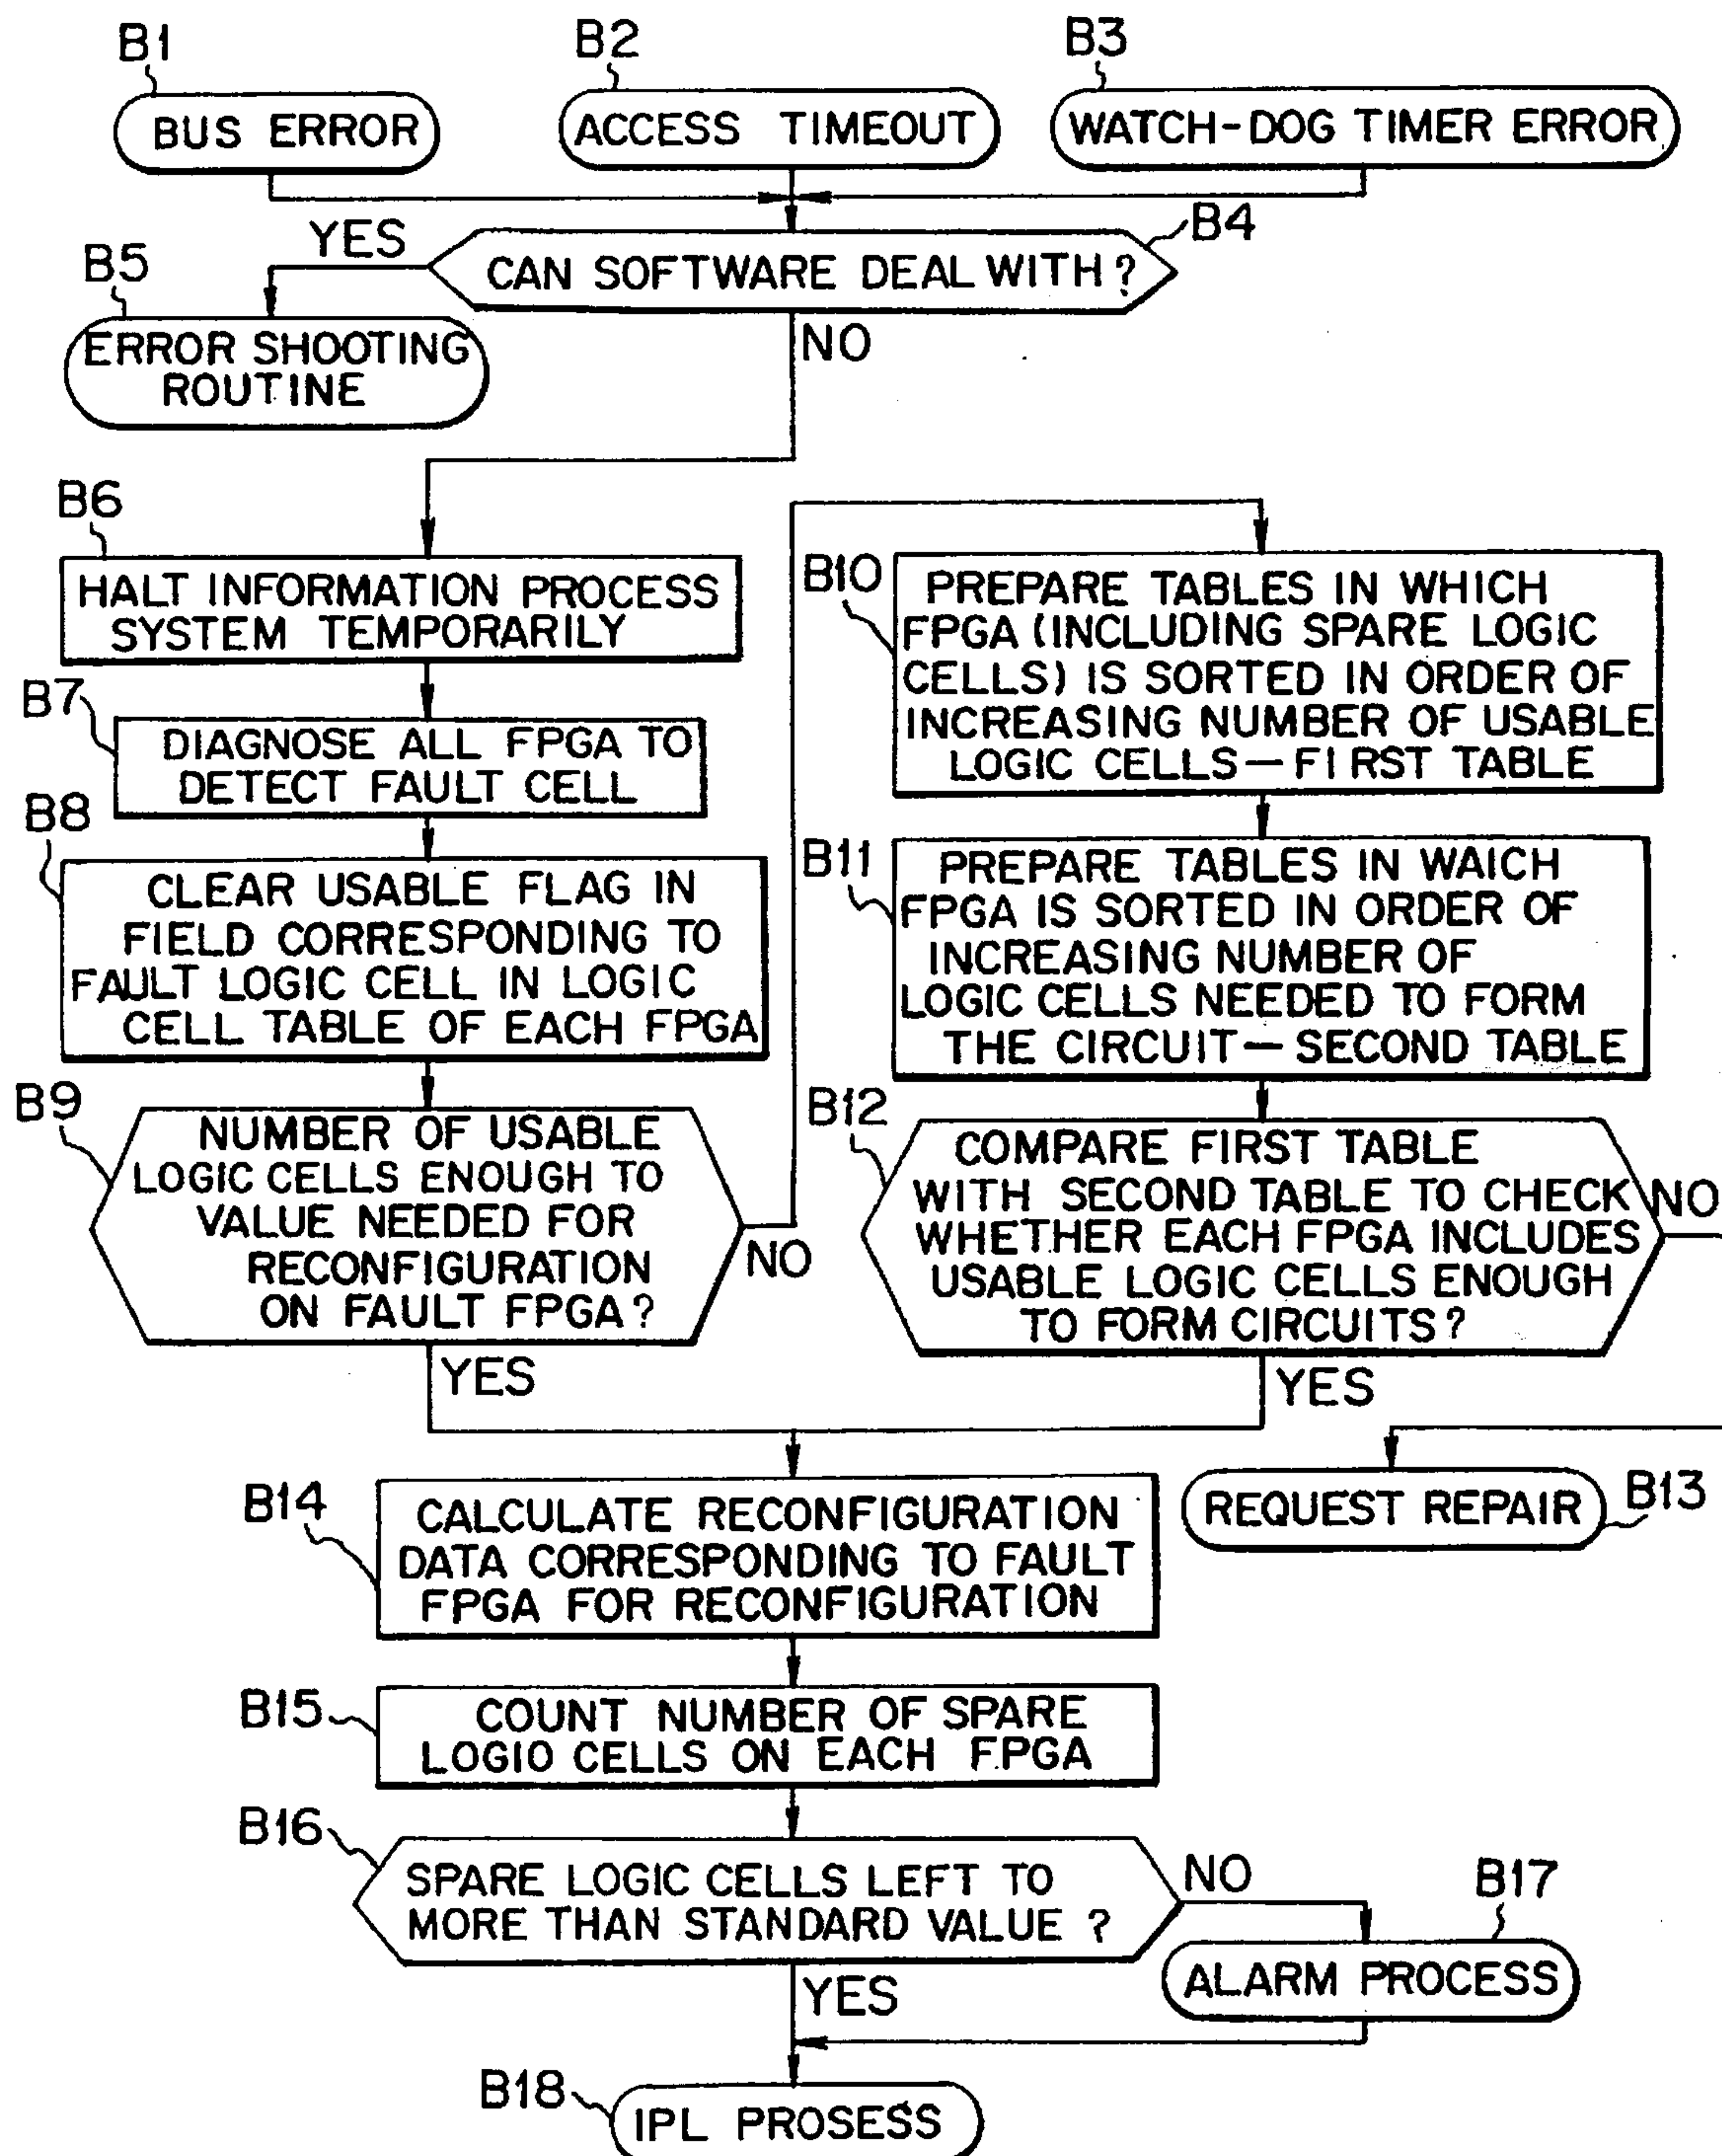 B1
BUS ERROR
B2
ACCESS TIMEOUT
B3
WATCH-DOG TIMER ERROR
B4
CAN SOFTWARE DEAL WITH?
YES
NO
B5
ERROR SHOOTING
ROUTINE
B6
HALT INFORMATION PROCESS
SYSTEM TEMPORARILY
B7
DIAGNOSE ALL FPGA TO
DETECT FAULT CELL
B8
CLEAR USABLE FLAG IN
FIELD CORRESPONDING TO
FAULT LOGIC CELL IN LOGIC
CELL TABLE OF EACH FPGA
B9
NUMBER OF USABLE
LOGIC CELLS ENOUGH TO
VALUE NEEDED FOR
RECONFIGURATION
ON FAULT FPGA?
NO
YES
B10
PREPARE TABLES IN WHICH
FPGA (INCLUDING SPARE LOGIC
CELLS) IS SORTED IN ORDER OF
INCREASING NUMBER OF USABLE
LOGIC CELLS—FIRST TABLE
B11
PREPARE TABLES IN WAICH
FPGA IS SORTED IN ORDER OF
INCREASING NUMBER OF
LOGIC CELLS NEEDED TO FORM
THE CIRCUIT—SECOND TABLE
B12
COMPARE FIRST TABLE
WITH SECOND TABLE TO CHECK
WHETHER EACH FPGA INCLUDES
USABLE LOGIC CELLS ENOUGH
TO FORM CIRCUITS?
NO
YES
REQUEST REPAIR
B13
B14
CALCULATE RECONFIGURATION
DATA CORRESPONDING TO FAULT
FPGA FOR RECONFIGURATION
B15
COUNT NUMBER OF SPARE
LOGIO CELLS ON EACH FPGA
B16
SPARE LOGIC CELLS LEFT TO
MORE THAN STANDARD VALUE ?
NO
YES
B17
ALARM PROCESS
B18
IPL PROSESS